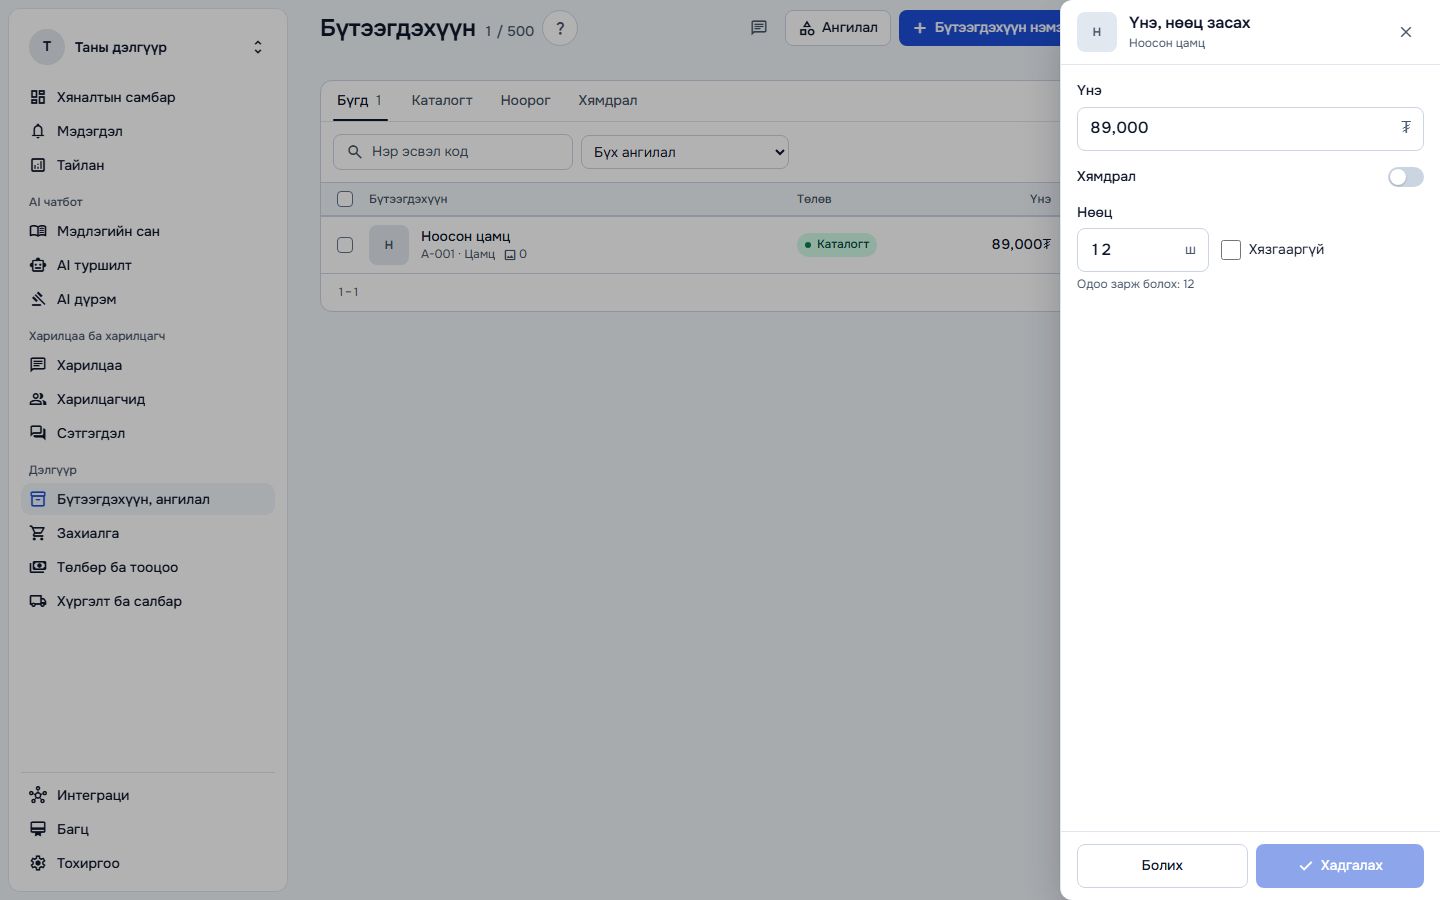 Т Таны дэлгүүр
Хяналтын самбар
Мэдэгдэл
Тайлан
AI чатбот
Мэдлэгийн сан
AI туршилт
AI дүрэм
Харилцаа ба харилцагч
Харилцаа
Харилцагчид
Сэтгэгдэл
Дэлгүүр
Бүтээгдэхүүн, ангилал
Захиалга
Төлбөр ба тооцоо
Хүргэлт ба салбар
Интеграци
Багц
Тохиргоо
Бүтээгдэхүүн 1 / 500 ?
Ангилал
Бүтээгдэхүүн нэмэ
Бүгд 1 Каталогт Ноорог Хямдрал
Нэр эсвэл код
Бүх ангилал
Бүтээгдэхүүн Төлөв Үнэ
Н Ноосон цамц Каталогт 89,000₮
A-001 · Цамц 0
1–1
Н Үнэ, нөөц засах
Ноосон цамц
Үнэ
89,000 ₮
Хямдрал
Нөөц
12 ш Хязгааргүй
Одоо зарж болох: 12
Болих Хадгалах